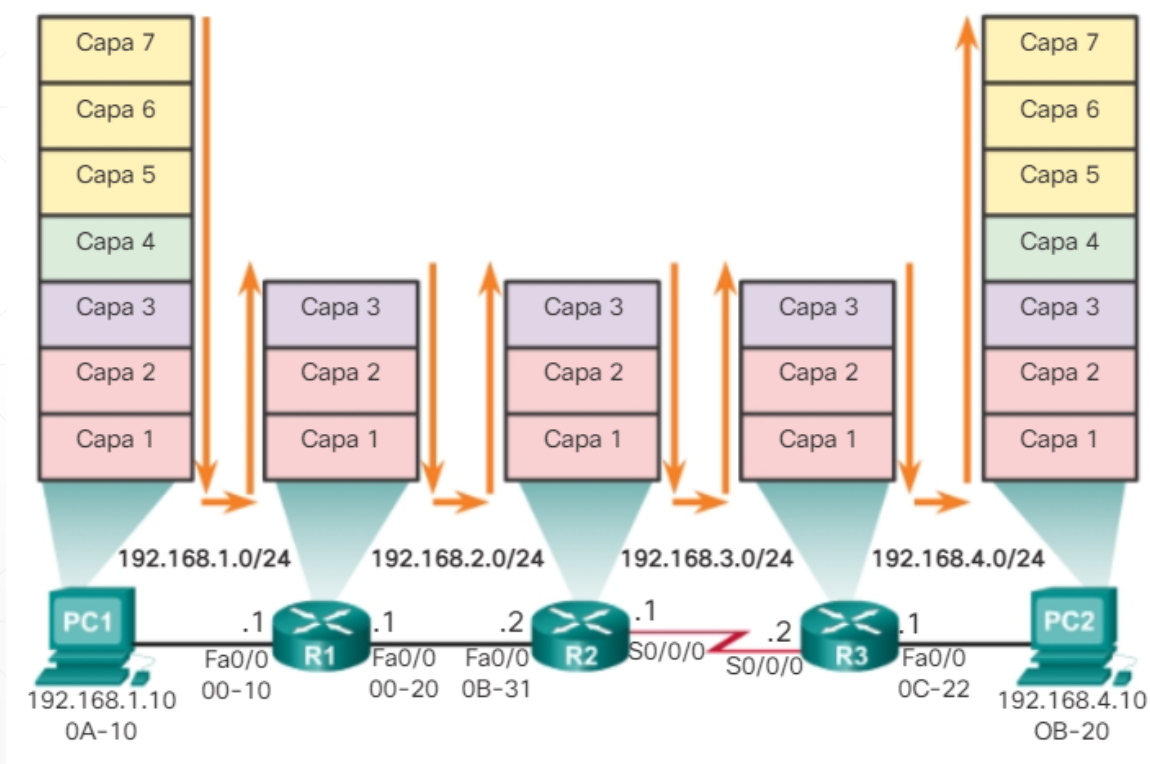 Capa 7
Capa 6
Capa 5
Capa 4
Capa 3
Capa 2
Capa 1
Capa 3
Capa 2
Capa 1
Capa 3
Capa 2
Capa 1
Capa 3
Capa 2
Capa 1
Capa 7
Capa 6
Capa 5
Capa 4
Capa 3
Capa 2
Capa 1
192.168.1.0/24
192.168.2.0/24
192.168.3.0/24
192.168.4.0/24
PC1
192.168.1.10
0A-10
.1
Fa0/0
00-10
R1
.1
Fa0/0
00-20
.2
Fa0/0
0B-31
R2
.1
S0/0/0
.2
S0/0/0
R3
.1
Fa0/0
0C-22
PC2
192.168.4.10
OB-20